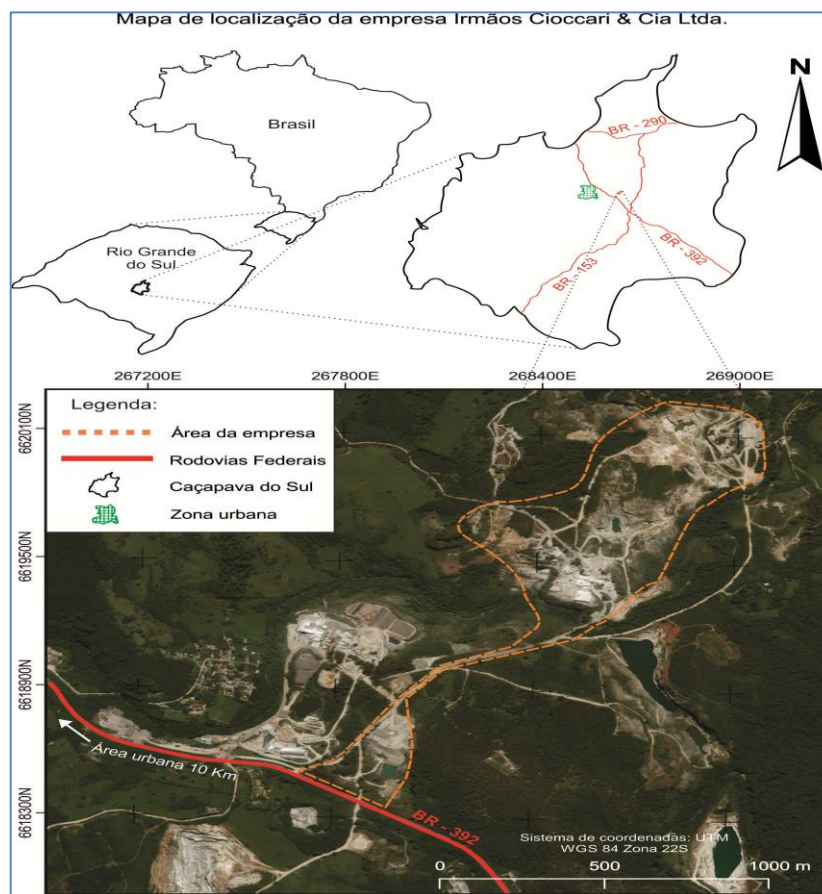 Mapa de localização da empresa Irmãos Cioccari & Cia Ltda.
N
Brasil
BR - 290
Rio Grande
do Sul
BR - 153
BR - 392
267200E
267800E
268400E
269000E
Legenda:
Área da empresa
Rodovias Federais
Caçapava do Sul
Zona urbana
6620100N
6619500N
6618900N
6618300N
Área urbana 10 Km
BR - 392
Sistema de coordenadas: UTM
WGS 84 Zona 22S
0
500
1000 m